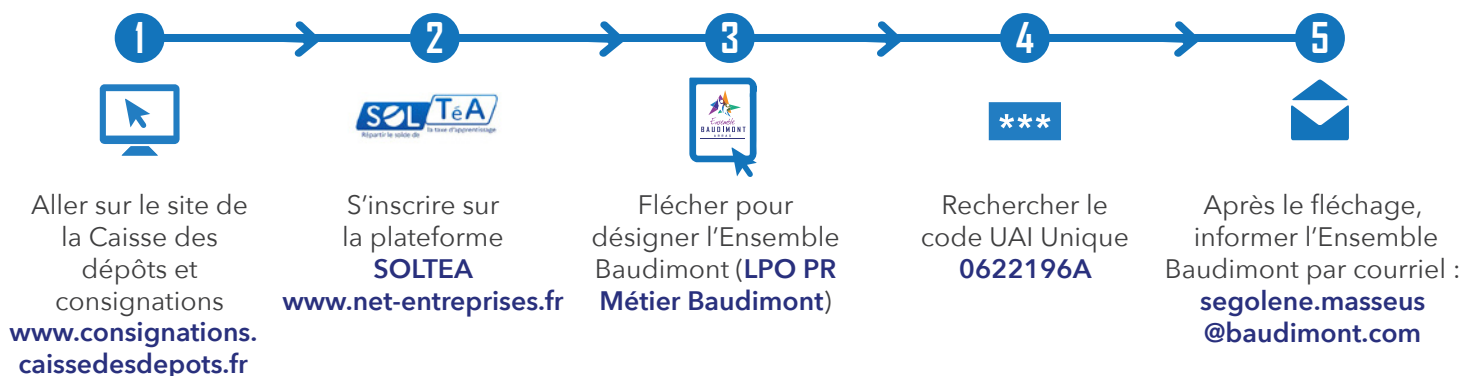 1
2
3
4
5
SOLTéA
Répartir le solde de la taxe d'apprentissage
Ensemble
BAUDIMONT
ARRAS
***
Aller sur le site de
la Caisse des
dépôts et
consignations
www.consignations.
caissedesdepots.fr
S’inscrire sur
la plateforme
SOLTEA
www.net-entreprises.fr
Flécher pour
désigner l’Ensemble
Baudimont (LPO PR
Métier Baudimont)
Rechercher le
code UAI Unique
0622196A
Après le fléchage,
informer l’Ensemble
Baudimont par courriel :
segolene.masseus
@baudimont.com